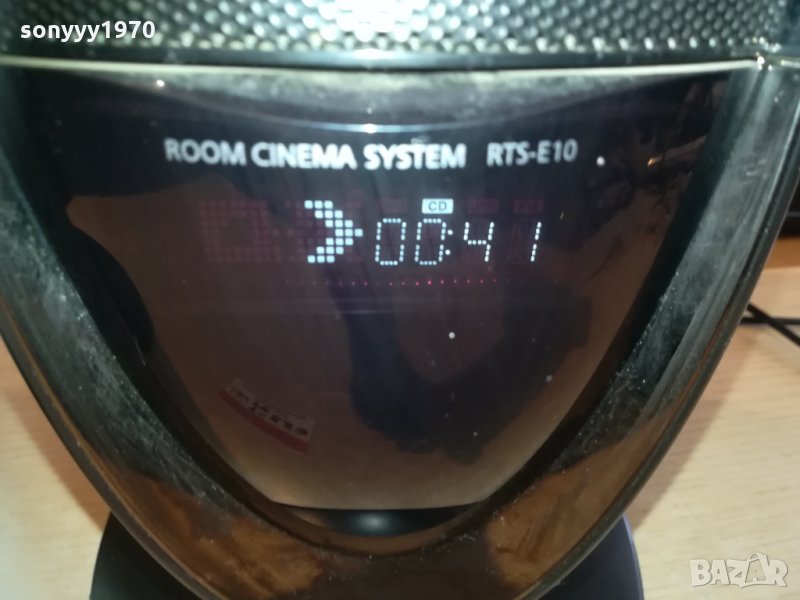 sonyyy1970
ROOM CINEMA SYSTEM RTS-E10
CD
00:41
BAZAR